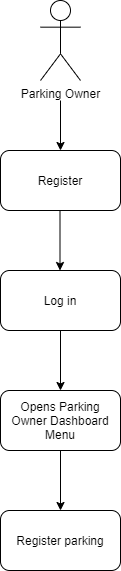 Parking Owner
Register
Log in
Opens Parking
Owner Dashboard
Menu
Register parking